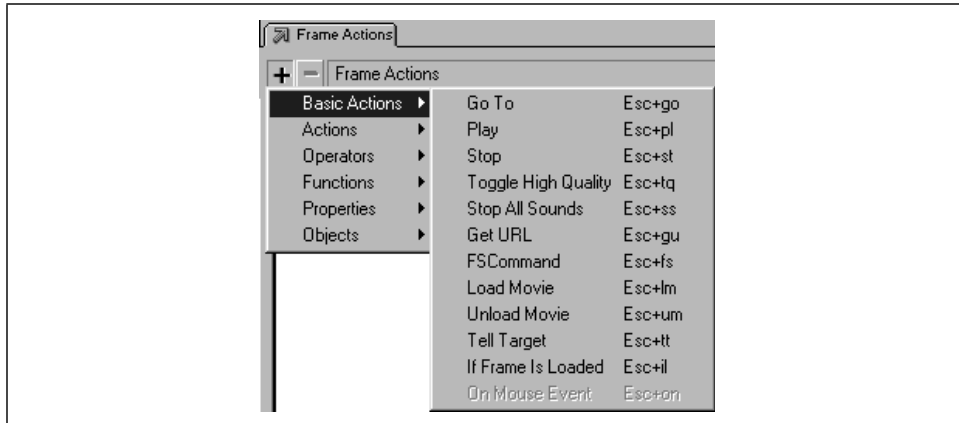 Frame Actions
+ − Frame Actions
Basic Actions
Actions
Operators
Functions
Properties
Objects
Go To Esc+go
Play Esc+pl
Stop Esc+st
Toggle High Quality Esc+tq
Stop All Sounds Esc+ss
Get URL Esc+gu
FSCommand Esc+fs
Load Movie Esc+lm
Unload Movie Esc+um
Tell Target Esc+tt
If Frame Is Loaded Esc+il
On Mouse Event Esc+on